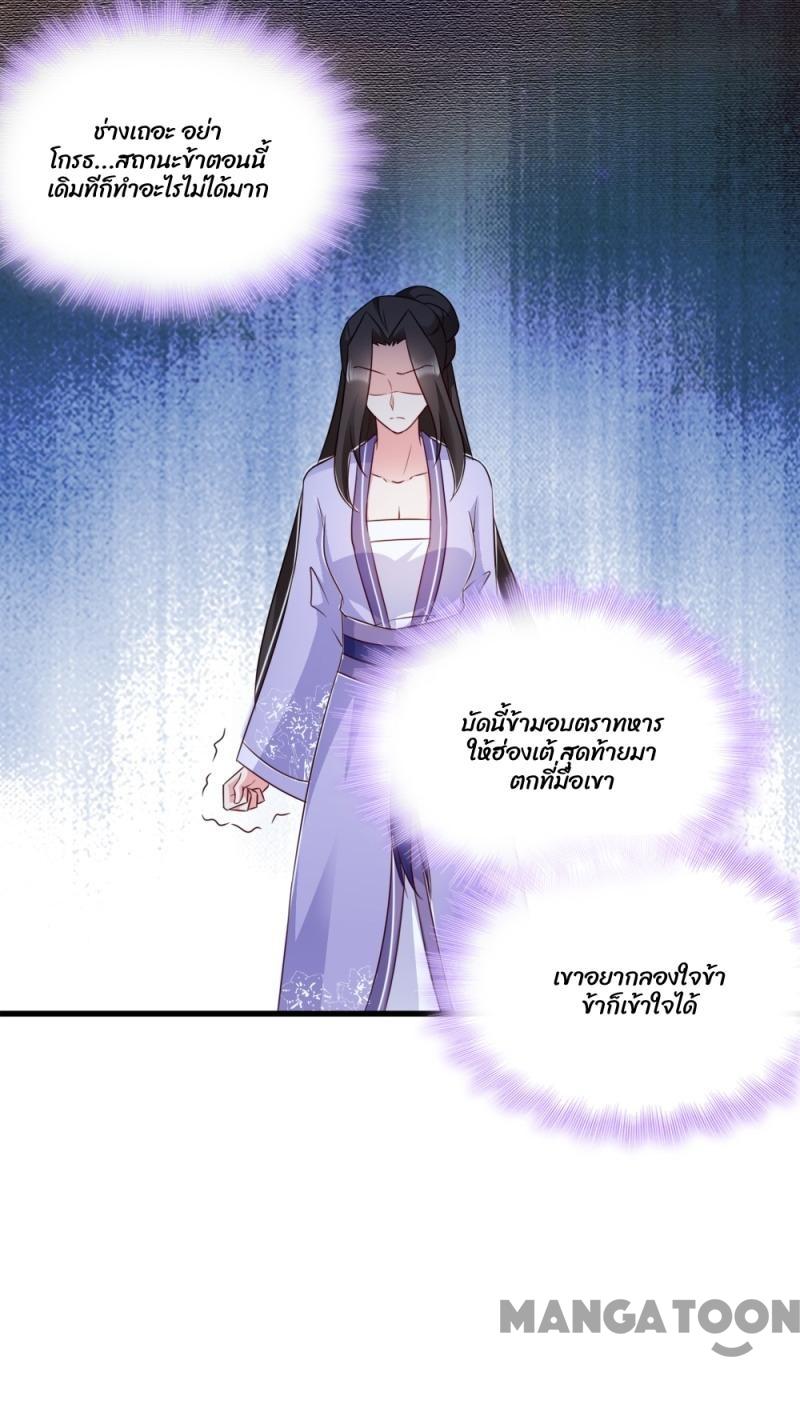 ช่างเถอะ อย่า
โกรธ...สถานะข้าตอนนี้
เดิมทีก็ทำอะไรไม่ได้มาก
บัดนี้ข้ามอบตราทหาร
ให้ฮ่องเต้ สุดท้ายมา
ตกที่มือเขา
เขาอยากลองใจข้า
ข้าก็เข้าใจได้
MANGATOON